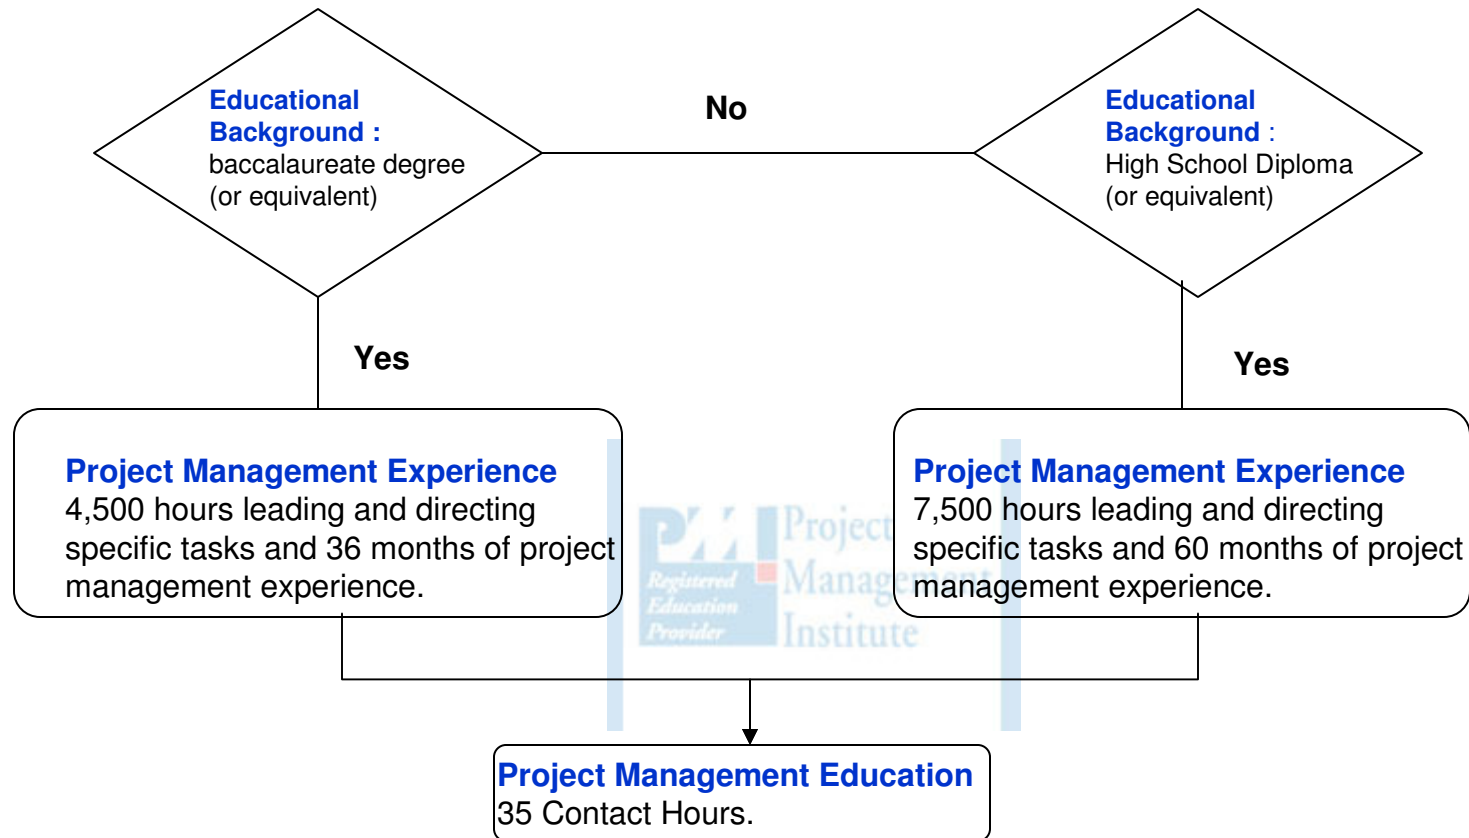 Educational
Background :
baccalaureate degree
(or equivalent)
No
Educational
Background :
High School Diploma
(or equivalent)
Yes
Yes
Project Management Experience
4,500 hours leading and directing
specific tasks and 36 months of project
management experience.
Project Management Experience
7,500 hours leading and directing
specific tasks and 60 months of project
management experience.
PMI
Registered
Education
Provider
Project
Management
Institute
Project Management Education
35 Contact Hours.